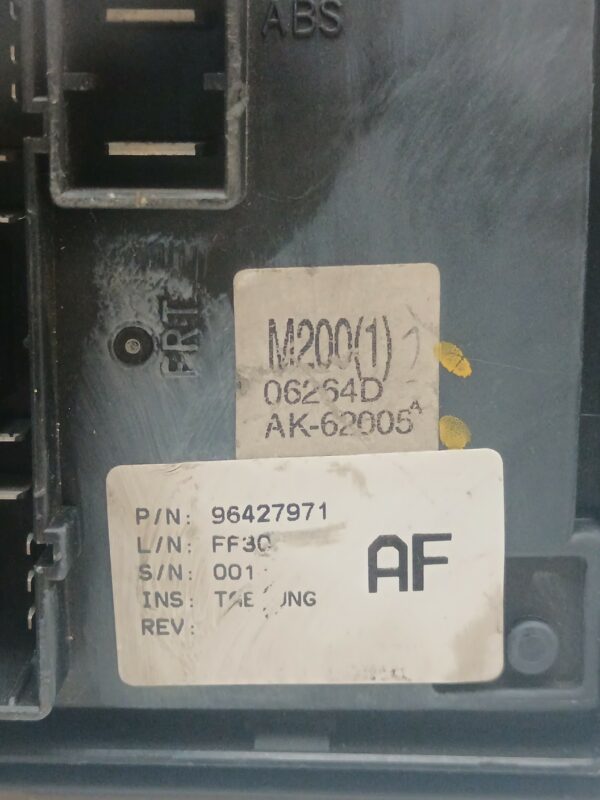 ABS
FRT
M200(1)
06264D
AK-62005A
P/N: 96427971
L/N: FF30
S/N: 001
INS:
REV:
AF